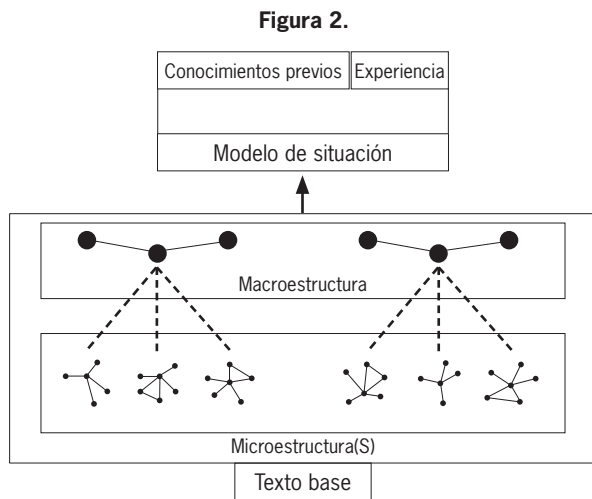 Figura 2.
Conocimientos previos Experiencia
Modelo de situación
Macroestructura
Microestructura(S)
Texto base